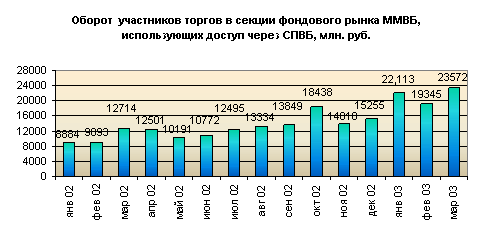 Оборот участников торгов в секции фондового рынка ММВБ,
использующих доступ через СПВБ, млн. руб.
28000
24000
20000
16000
12000
8000
4000
0
8884
9093
12714
12501
10191
10772
12495
13334
13849
18438
14010
15255
22,113
19345
23572
янв 02
фев 02
мар 02
апр 02
май 02
июн 02
июл 02
авг 02
сен 02
окт 02
ноя 02
дек 02
янв 03
фев 03
мар 03